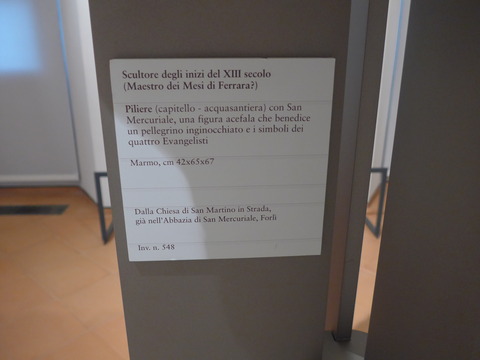 Scultore degli inizi del XIII secolo
(Maestro dei Mesi di Ferrara?)
Piliere (capitello - acquasantiera) con San
Mercuriale, una figura acefala che benedice
un pellegrino inginocchiato e i simboli dei
quattro Evangelisti
Marmo, cm 42x65x67
Dalla Chiesa di San Martino in Strada,
già nell'Abbazia di San Mercuriale, Forlì
Inv. n. 548